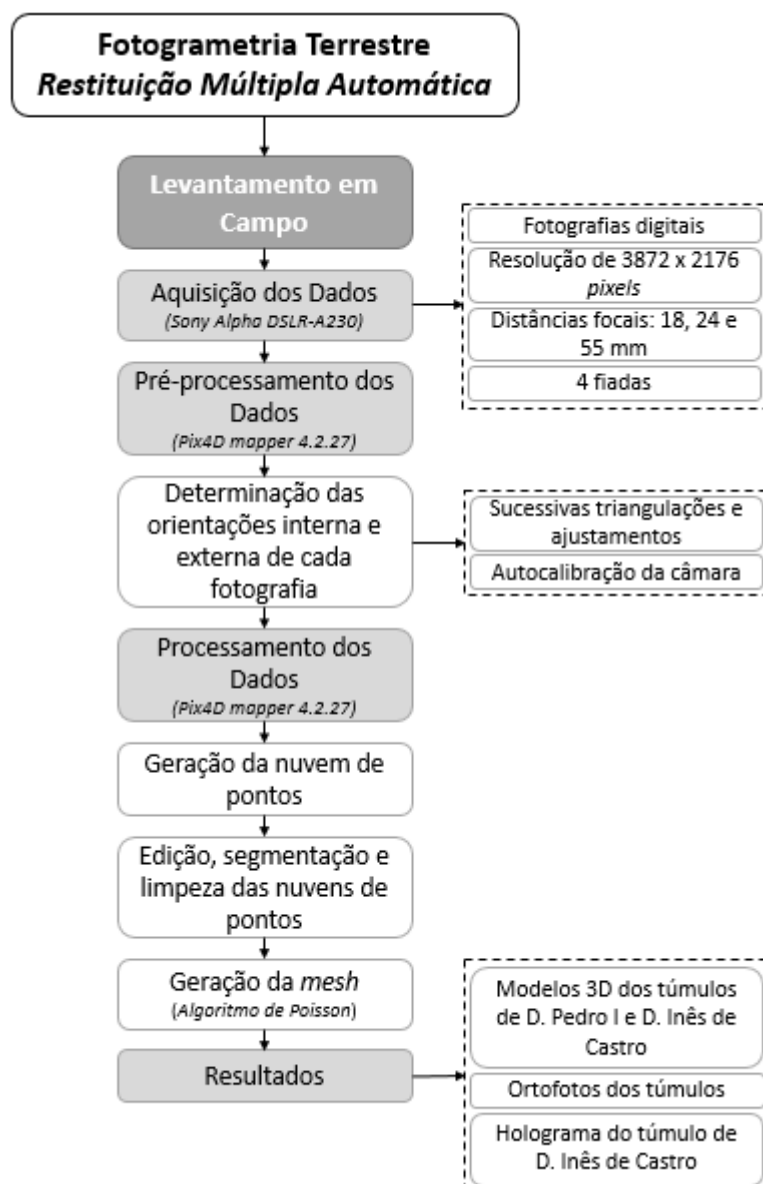 Fotogrametria Terrestre
Restituição Múltipla Automática
Levantamento em
Campo
Aquisição dos Dados
(Sony Alpha DSLR-A230)
Fotografias digitais
Resolução de 3872 x 2176
pixels
Distâncias focais: 18, 24 e
55 mm
4 fiadas
Pré-processamento dos
Dados
(Pix4D mapper 4.2.27)
Determinação das
orientações interna e
externa de cada
fotografia
Sucessivas triangulações e
ajustamentos
Autocalibração da câmara
Processamento dos
Dados
(Pix4D mapper 4.2.27)
Geração da nuvem de
pontos
Edição, segmentação e
limpeza das nuvens de
pontos
Geração da mesh
(Algoritmo de Poisson)
Resultados
Modelos 3D dos túmulos
de D. Pedro I e D. Inês de
Castro
Ortofotos dos túmulos
Holograma do túmulo de
D. Inês de Castro